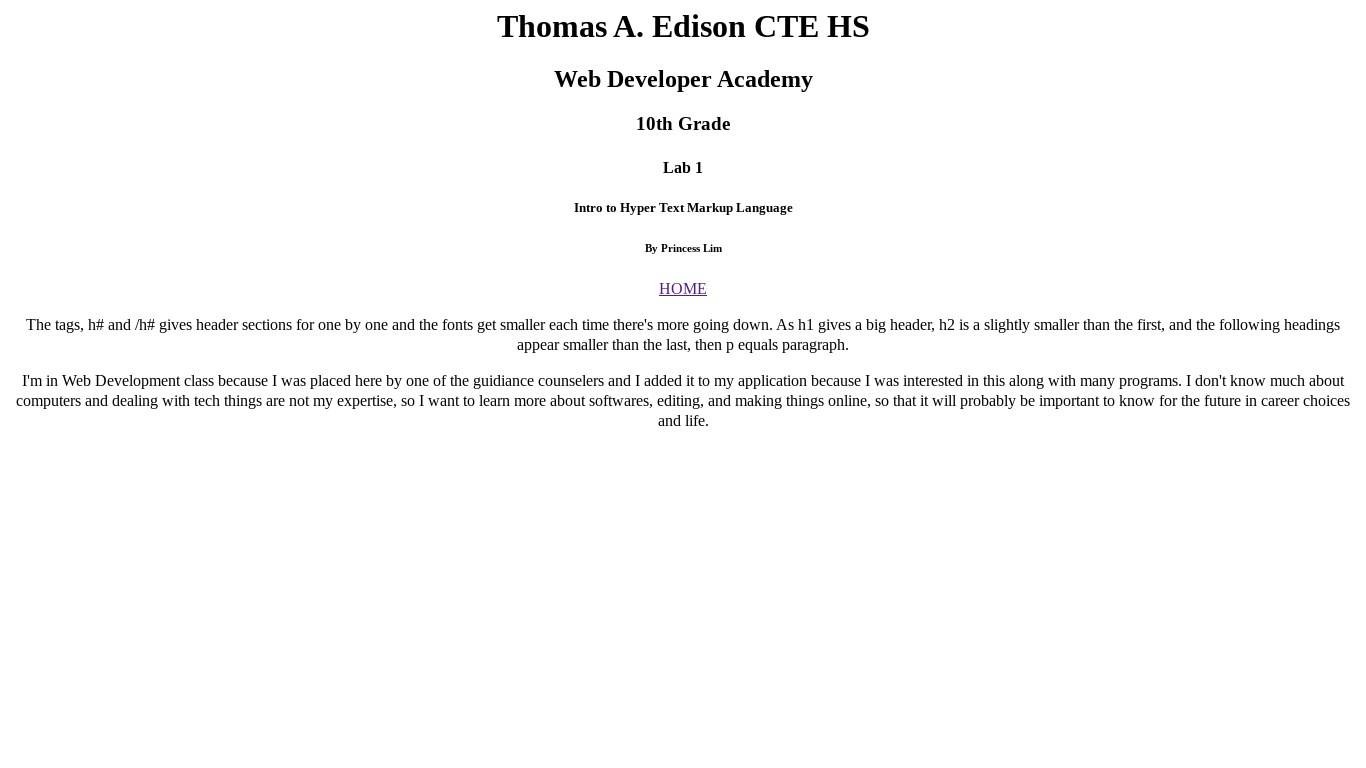 Thomas A. Edison CTE HS
Web Developer Academy
10th Grade
Lab 1
Intro to Hyper Text Markup Language
By Princess Lim
HOME
The tags, h# and /h# gives header sections for one by one and the fonts get smaller each time there's more going down. As h1 gives a big header, h2 is a slightly smaller than the first, and the following headings
appear smaller than the last, then p equals paragraph.
I'm in Web Development class because I was placed here by one of the guidiance counselers and I added it to my application because I was interested in this along with many programs. I don't know much about
computers and dealing with tech things are not my expertise, so I want to learn more about softwares, editing, and making things online, so that it will probably be important to know for the future in career choices
and life.